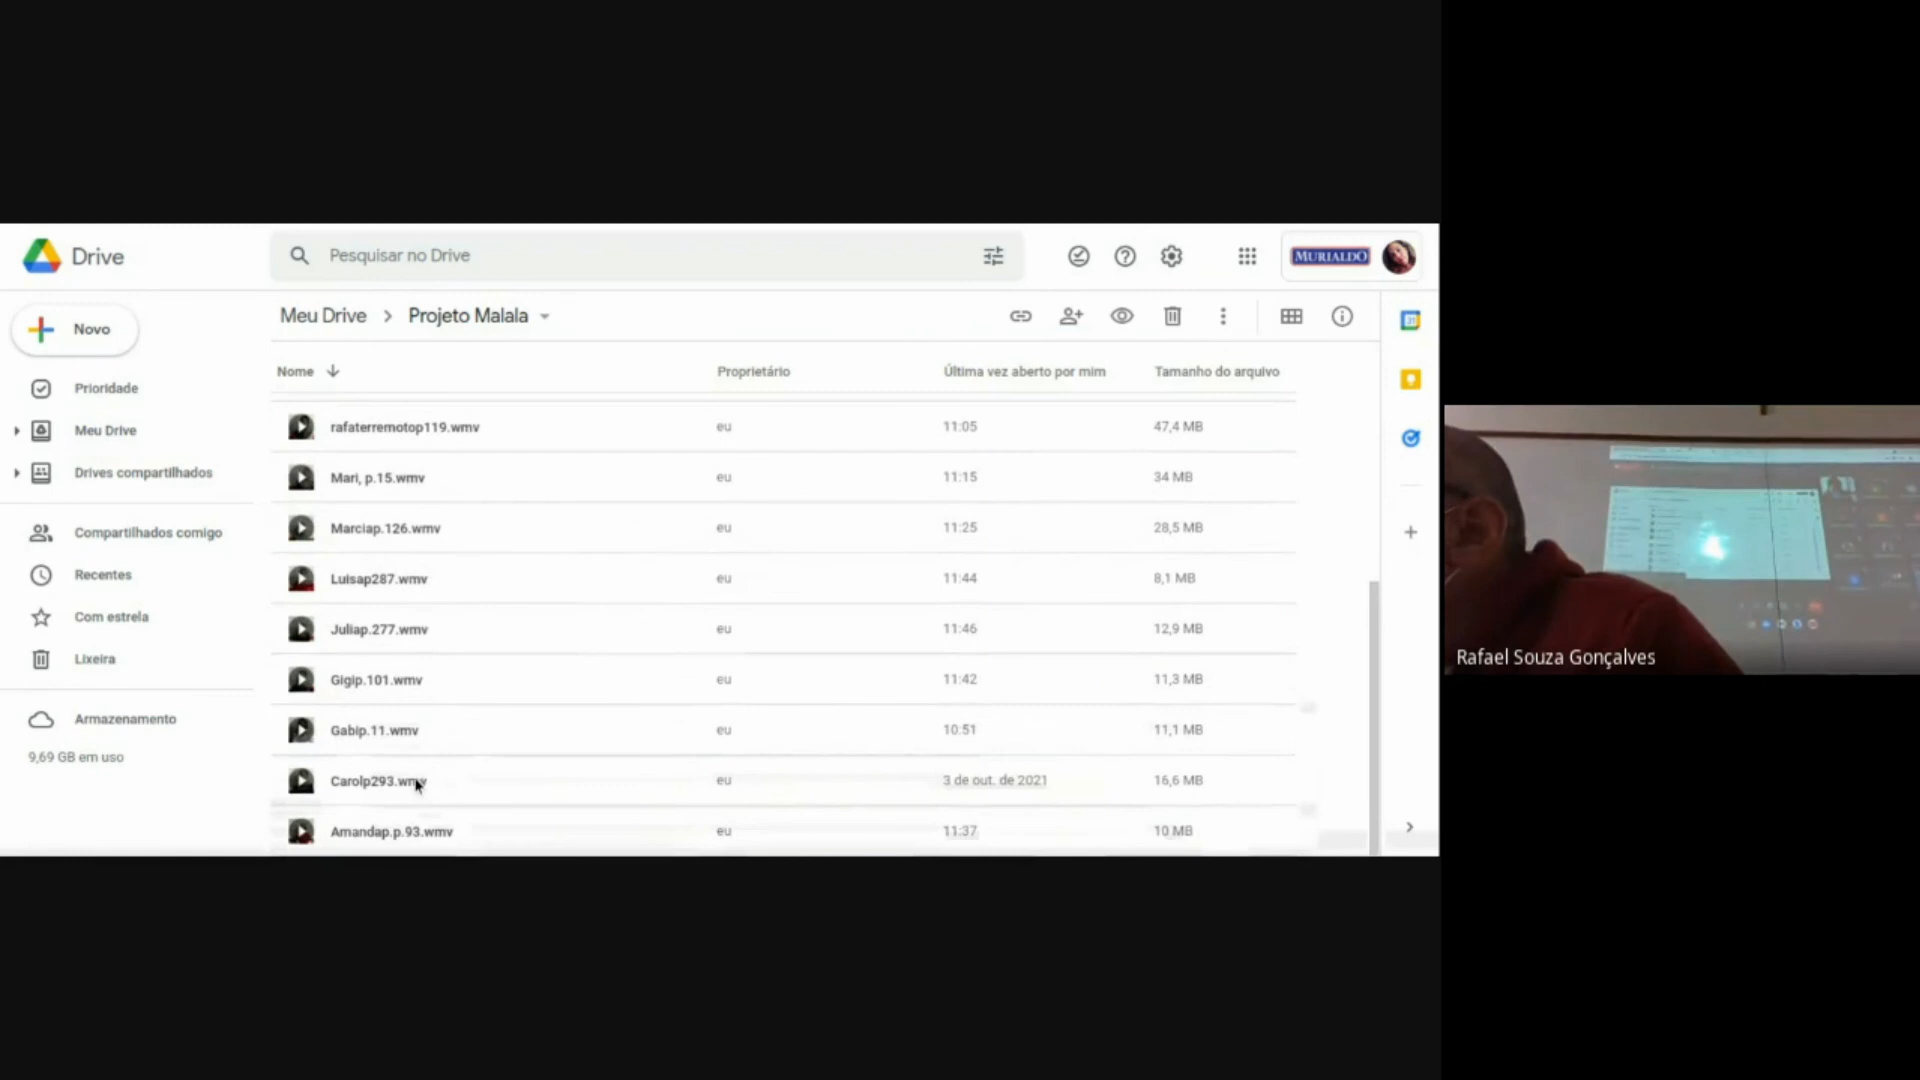 Drive
Pesquisar no Drive
MURIALDO
Novo
Meu Drive > Projeto Malala
Prioridade
Meu Drive
Drives compartilhados
Compartilhados comigo
Recentes
Com estrela
Lixeira
Armazenamento
9,69 GB em uso
Nome Proprietário Última vez aberto por mim Tamanho do arquivo
rafaterremotop119.wmv eu 11:05 47,4 MB
Mari, p.15.wmv eu 11:15 34 MB
Marciap.126.wmv eu 11:25 28,5 MB
Luisap287.wmv eu 11:44 8,1 MB
Juliap.277.wmv eu 11:46 12,9 MB
Gigip.101.wmv eu 11:42 11,3 MB
Gabip.11.wmv eu 10:51 11,1 MB
Carolp293.wmv eu 3 de out. de 2021 16,6 MB
Amandap.p.93.wmv eu 11:37 10 MB
31
Rafael Souza Gonçalves